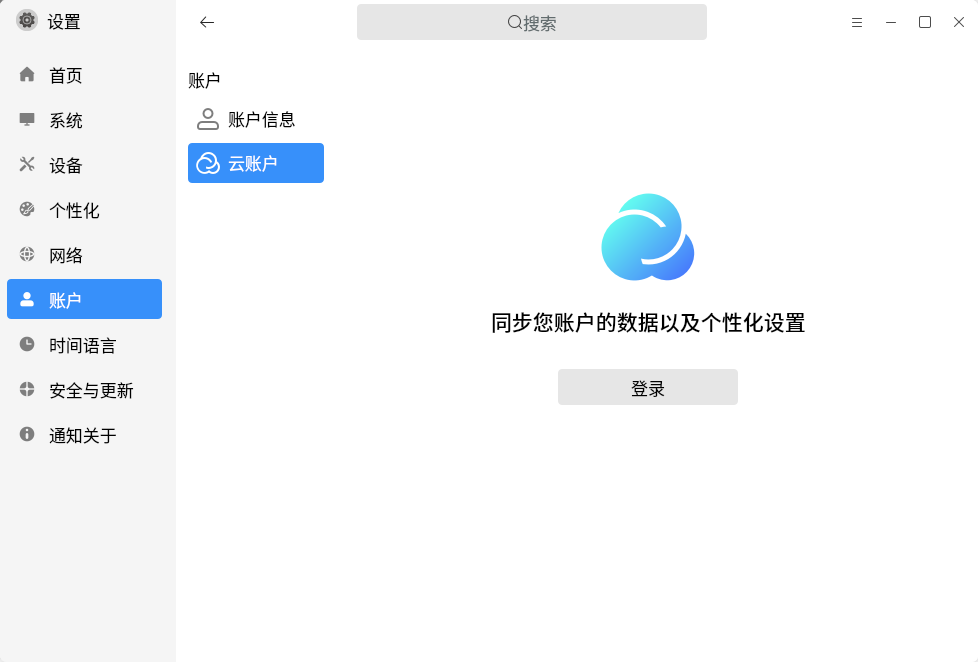 设置
搜索
首页
系统
设备
个性化
网络
账户
时间语言
安全与更新
通知关于
账户
账户信息
云账户
同步您账户的数据以及个性化设置
登录